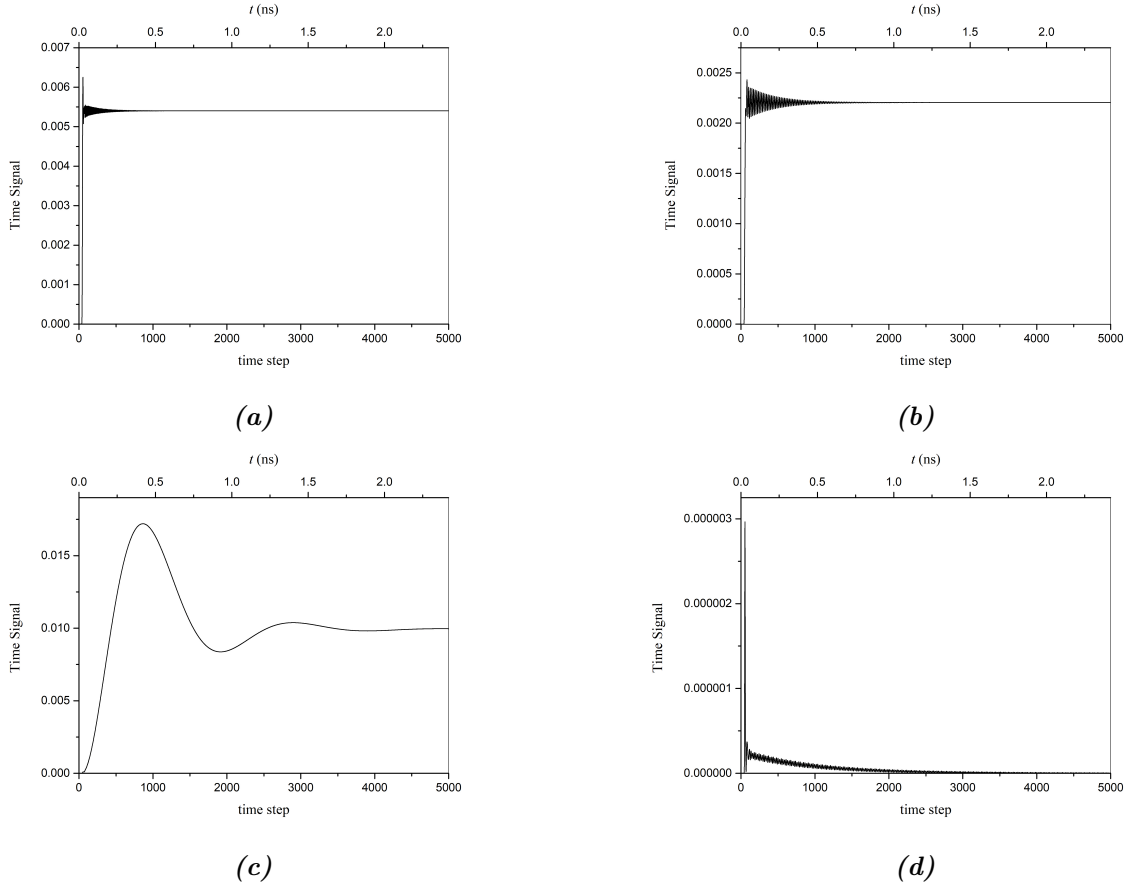 t (ns)
0.0 0.5 1.0 1.5 2.0
0.007
0.006
0.005
0.004
0.003
0.002
0.001
0.000
Time Signal
0 1000 2000 3000 4000 5000
time step
(a)
t (ns)
0.0 0.5 1.0 1.5 2.0
0.0025
0.0020
0.0015
0.0010
0.0005
0.0000
Time Signal
0 1000 2000 3000 4000 5000
time step
(b)
t (ns)
0.0 0.5 1.0 1.5 2.0
0.015
0.010
0.005
0.000
Time Signal
0 1000 2000 3000 4000 5000
time step
(c)
t (ns)
0.0 0.5 1.0 1.5 2.0
0.000003
0.000002
0.000001
0.000000
Time Signal
0 1000 2000 3000 4000 5000
time step
(d)